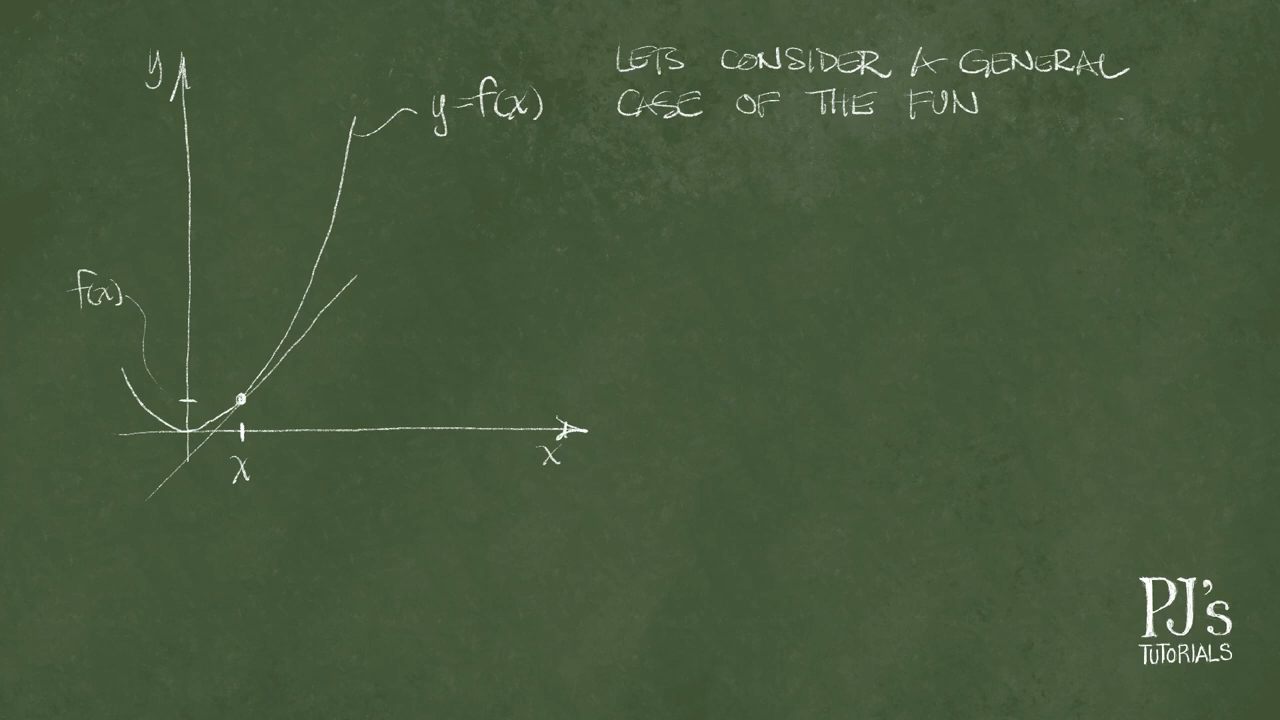 y
LETS CONSIDER A GENERAL
CASE OF THE FUN
y=f(x)
f(x)
x
x
PJ's
TUTORIALS